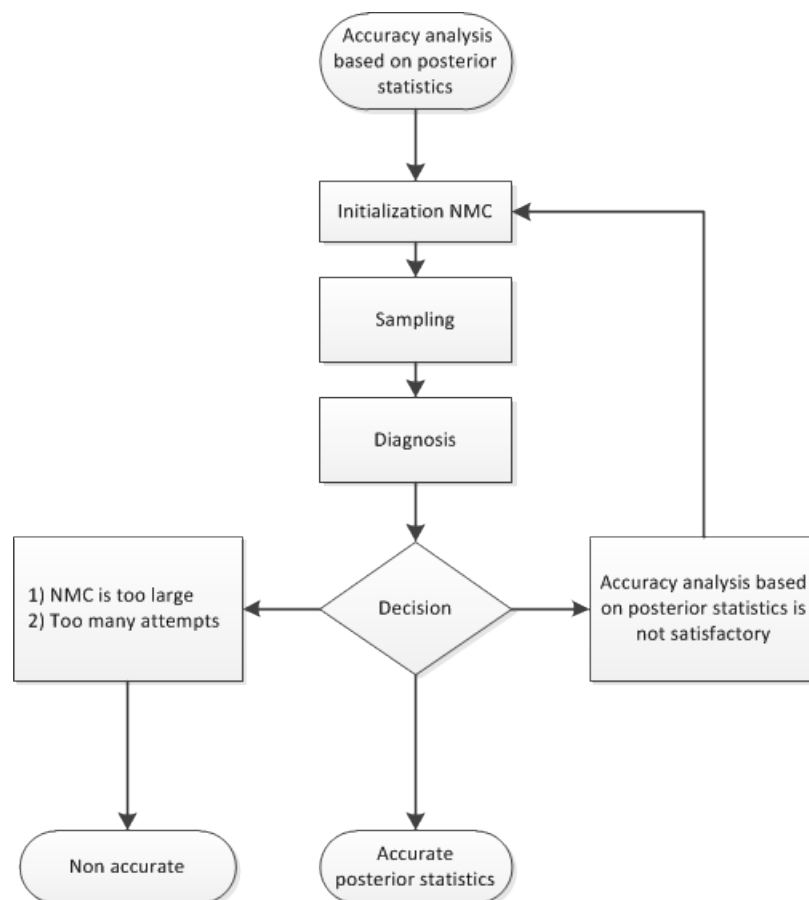 Accuracy analysis
based on posterior
statistics
Initialization NMC
Sampling
Diagnosis
Decision
1) NMC is too large
2) Too many attempts
Accuracy analysis based
on posterior statistics is
not satisfactory
Non accurate
Accurate
posterior statistics